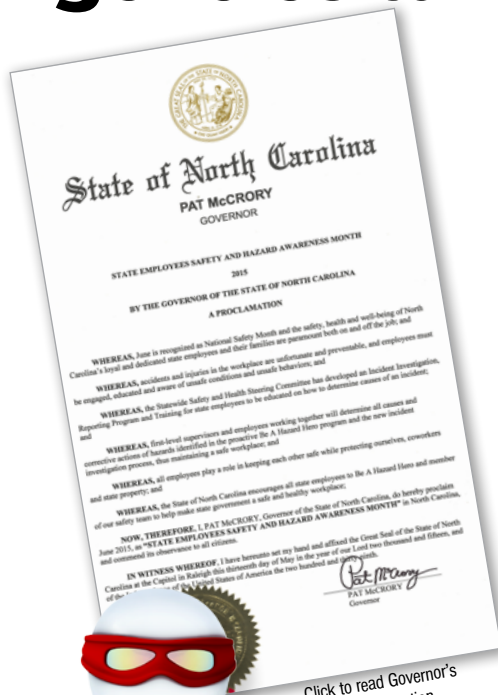 THE GREAT SEAL OF THE STATE OF NORTH CAROLINA
State of North Carolina
PAT McCRORY
GOVERNOR
STATE EMPLOYEES SAFETY AND HAZARD AWARENESS MONTH
2015
BY THE GOVERNOR OF THE STATE OF NORTH CAROLINA
A PROCLAMATION
WHEREAS, June is recognized as National Safety Month and the safety, health and well-being of North
Carolina's loyal and dedicated state employees and their families are paramount both on and off the job; and
WHEREAS, accidents and injuries in the workplace are unfortunate and preventable, and employees must
be engaged, educated and aware of unsafe conditions and unsafe behaviors; and
WHEREAS, the Statewide Safety and Health Steering Committee has developed an Incident Investigation,
Reporting Program and Training for state employees to be educated on how to determine causes of an incident;
and
WHEREAS, first-level supervisors and employees working together will determine all causes and
corrective actions of hazards identified in the proactive Be A Hazard Hero program and the new incident
investigation process, thus maintaining a safe workplace; and
WHEREAS, all employees play a role in keeping each other safe while protecting ourselves, coworkers
and state property; and
WHEREAS, the State of North Carolina encourages all state employees to Be A Hazard Hero and member
of our safety team to help make state government a safe and healthy workplace;
NOW, THEREFORE, I, PAT McCRORY, Governor of the State of North Carolina, do hereby proclaim
June 2015, as "STATE EMPLOYEES SAFETY AND HAZARD AWARENESS MONTH" in North Carolina,
and commend its observance to all citizens.
IN WITNESS WHEREOF, I have hereunto set my hand and affixed the Great Seal of the State of North
Carolina at the Capitol in Raleigh this thirteenth day of May in the year of our Lord two thousand and fifteen, and
of the United States of America the two hundred and thirty-ninth.
Pat McCrory
PAT McCRORY
Governor
Click to read Governor's